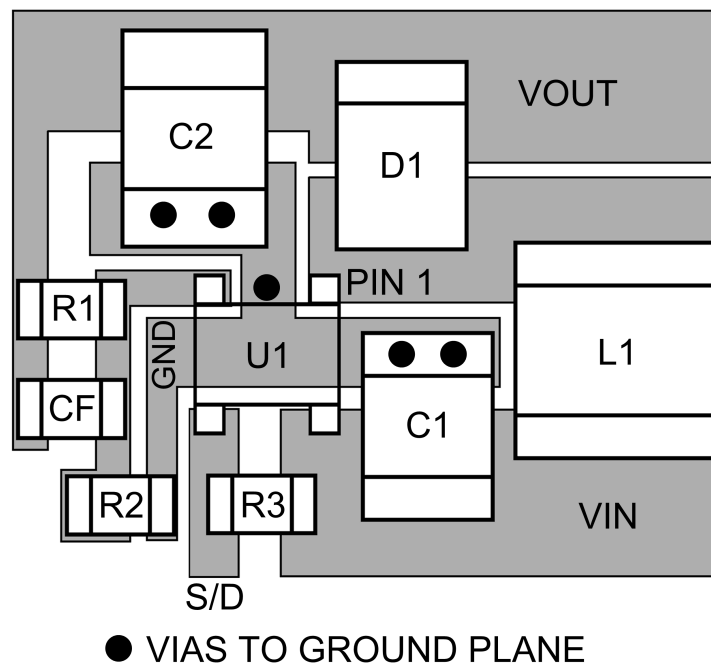 VOUT
C2
D1
PIN 1
R1
GND
U1
L1
CF
C1
R2
R3
VIN
S/D
VIAS TO GROUND PLANE